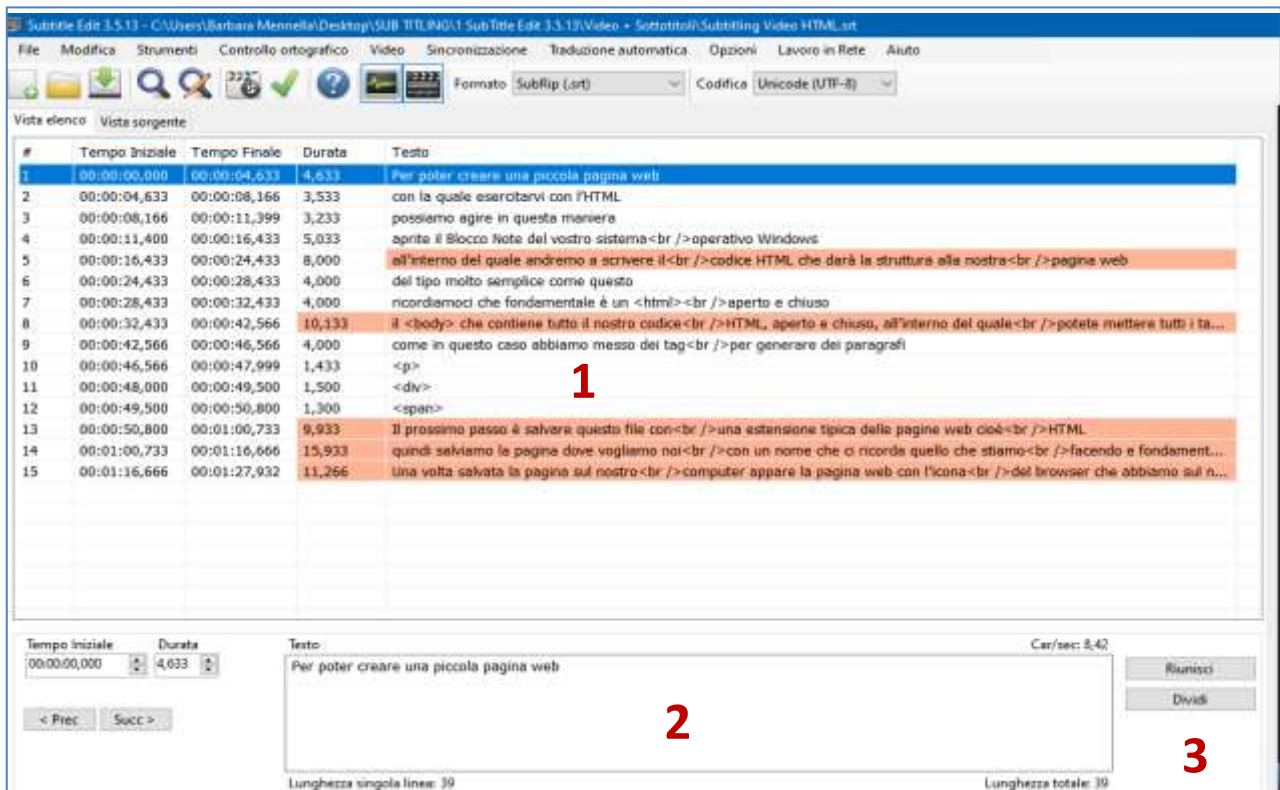 Subtitle Edit 3.5.13 - C:\Users\Barbara Mennella\Desktop\SUB TITLING\1 SubTitle Edit 3.5.13\Video + Sottotitoli\Subtitling Video HTML.srt
File Modifica Strumenti Controllo ortografico Video Sincronizzazione Traduzione automatica Opzioni Lavoro in Rete Aiuto
Formato SubRip (.srt) Codifica Unicode (UTF-8)
Vista elenco Vista sorgente
# Tempo Iniziale Tempo Finale Durata Testo
1 00:00:00,000 00:00:04,633 4,633 Per poter creare una piccola pagina web
2 00:00:04,633 00:00:08,166 3,533 con la quale esercitarvi con l'HTML
3 00:00:08,166 00:00:11,399 3,233 possiamo agire in questa maniera
4 00:00:11,400 00:00:16,433 5,033 aprite il Blocco Note del vostro sistema<br />operativo Windows
5 00:00:16,433 00:00:24,433 8,000 all'interno del quale andremo a scrivere il<br />codice HTML che darà la struttura alla nostra<br />pagina web
6 00:00:24,433 00:00:28,433 4,000 del tipo molto semplice come questo
7 00:00:28,433 00:00:32,433 4,000 ricordiamoci che fondamentale è un <html><br />aperto e chiuso
8 00:00:32,433 00:00:42,566 10,133 il <body> che contiene tutto il nostro codice<br />HTML, aperto e chiuso, all'interno del quale<br />potete mettere tutti i ta...
9 00:00:42,566 00:00:46,566 4,000 come in questo caso abbiamo messo dei tag<br />per generare dei paragrafi
10 00:00:46,566 00:00:47,999 1,433 <p>
11 00:00:48,000 00:00:49,500 1,500 <div>
12 00:00:49,500 00:00:50,800 1,300 <span>
13 00:00:50,800 00:01:00,733 9,933 Il prossimo passo è salvare questo file con<br />una estensione tipica delle pagine web cioè<br />HTML
14 00:01:00,733 00:01:16,666 15,933 quindi salviamo la pagina dove vogliamo noi<br />con un nome che ci ricorda quello che stiamo<br />facendo e fondament...
15 00:01:16,666 00:01:27,932 11,266 Una volta salvata la pagina sul nostro<br />computer appare la pagina web con l'icona<br />del browser che abbiamo sul n...
1
Tempo Iniziale Durata Testo Car/sec: 8,42
00:00:00,000 4,633 Per poter creare una piccola pagina web Riunisci
< Prec Succ > Dividi
2
3
Lunghezza singola linea: 39 Lunghezza totale: 39